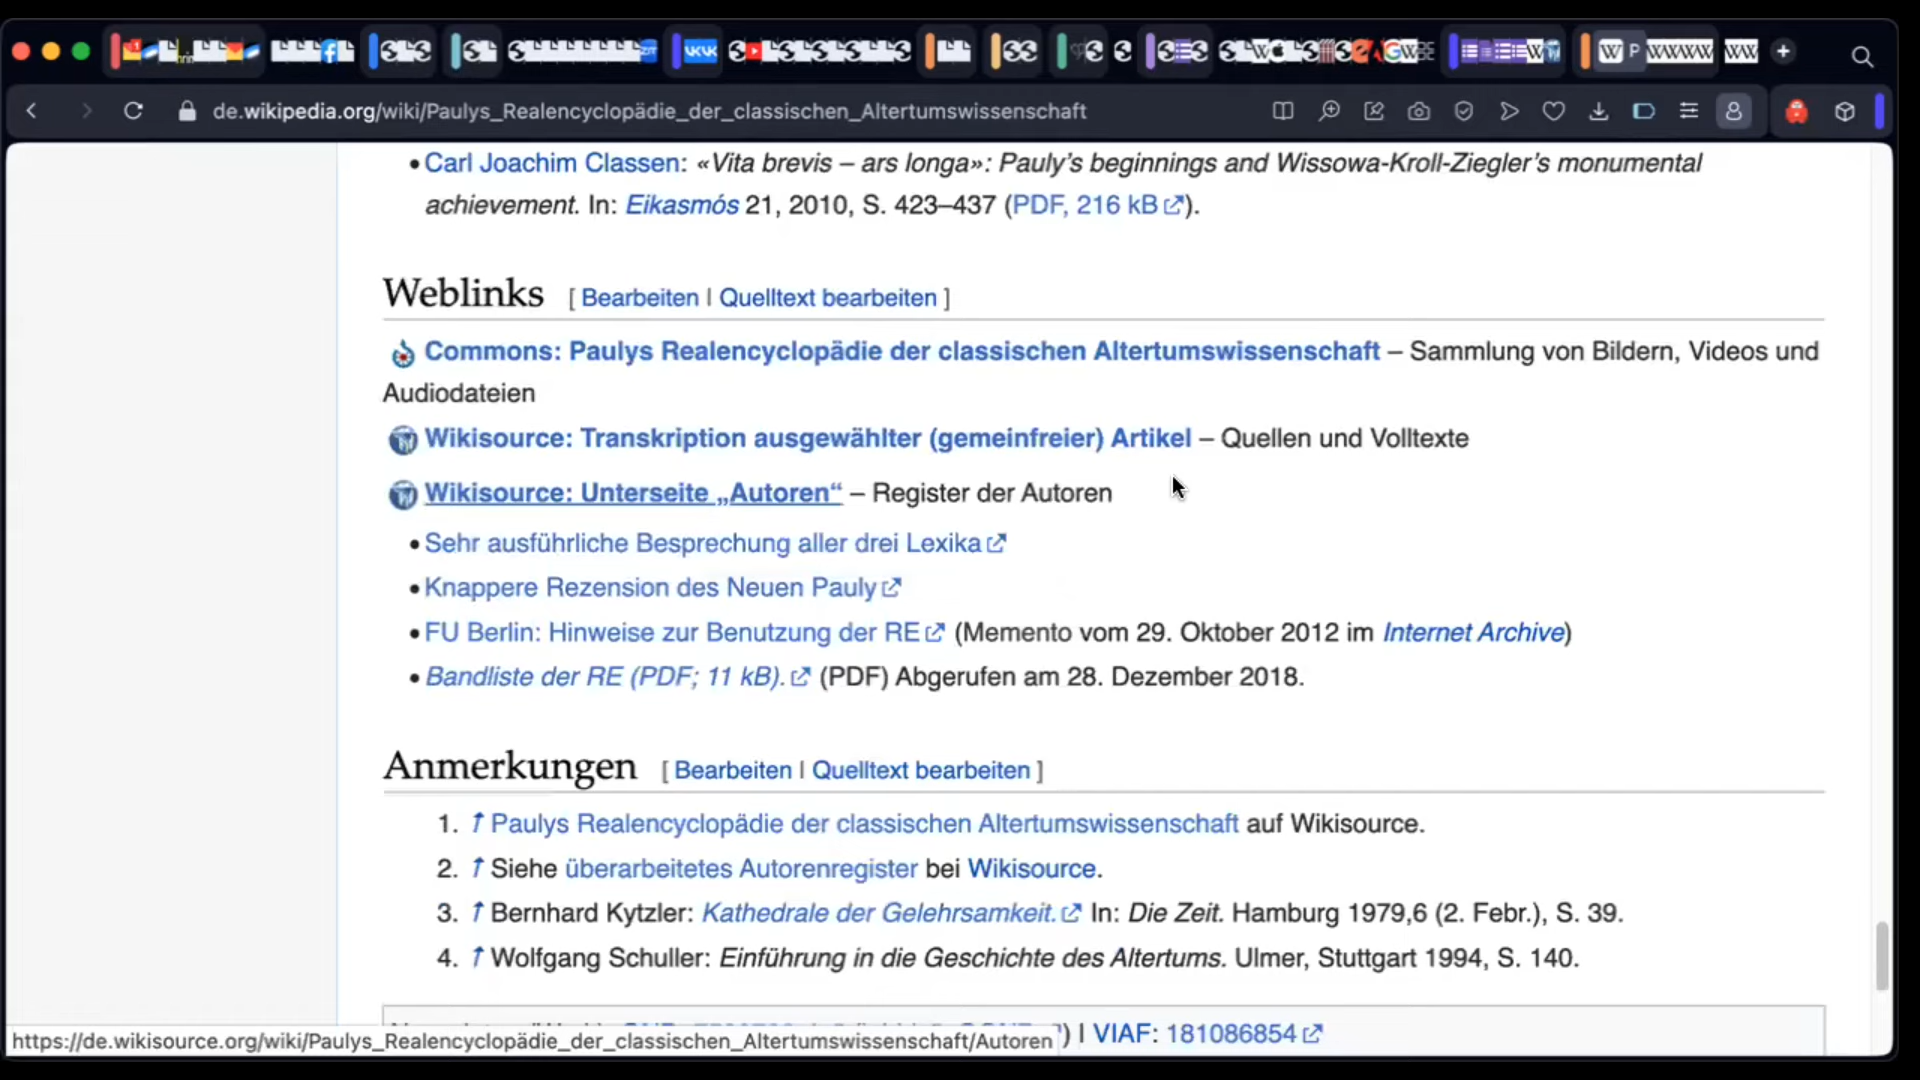 de.wikipedia.org/wiki/Paulys_Realencyclopädie_der_classischen_Altertumswissenschaft
• Carl Joachim Classen: «Vita brevis – ars longa»: Pauly's beginnings and Wissowa-Kroll-Ziegler's monumental
achievement. In: Eikasmós 21, 2010, S. 423–437 (PDF, 216 kB).
Weblinks [ Bearbeiten | Quelltext bearbeiten ]
Commons: Paulys Realencyclopädie der classischen Altertumswissenschaft – Sammlung von Bildern, Videos und
Audiodateien
Wikisource: Transkription ausgewählter (gemeinfreier) Artikel – Quellen und Volltexte
Wikisource: Unterseite „Autoren“ – Register der Autoren
• Sehr ausführliche Besprechung aller drei Lexika
• Knappere Rezension des Neuen Pauly
• FU Berlin: Hinweise zur Benutzung der RE (Memento vom 29. Oktober 2012 im Internet Archive)
• Bandliste der RE (PDF; 11 kB). (PDF) Abgerufen am 28. Dezember 2018.
Anmerkungen [ Bearbeiten | Quelltext bearbeiten ]
1. ↑ Paulys Realencyclopädie der classischen Altertumswissenschaft auf Wikisource.
2. ↑ Siehe überarbeitetes Autorenregister bei Wikisource.
3. ↑ Bernhard Kytzler: Kathedrale der Gelehrsamkeit. In: Die Zeit. Hamburg 1979,6 (2. Febr.), S. 39.
4. ↑ Wolfgang Schuller: Einführung in die Geschichte des Altertums. Ulmer, Stuttgart 1994, S. 140.
) | VIAF: 181086854
https://de.wikisource.org/wiki/Paulys_Realencyclopädie_der_classischen_Altertumswissenschaft/Autoren